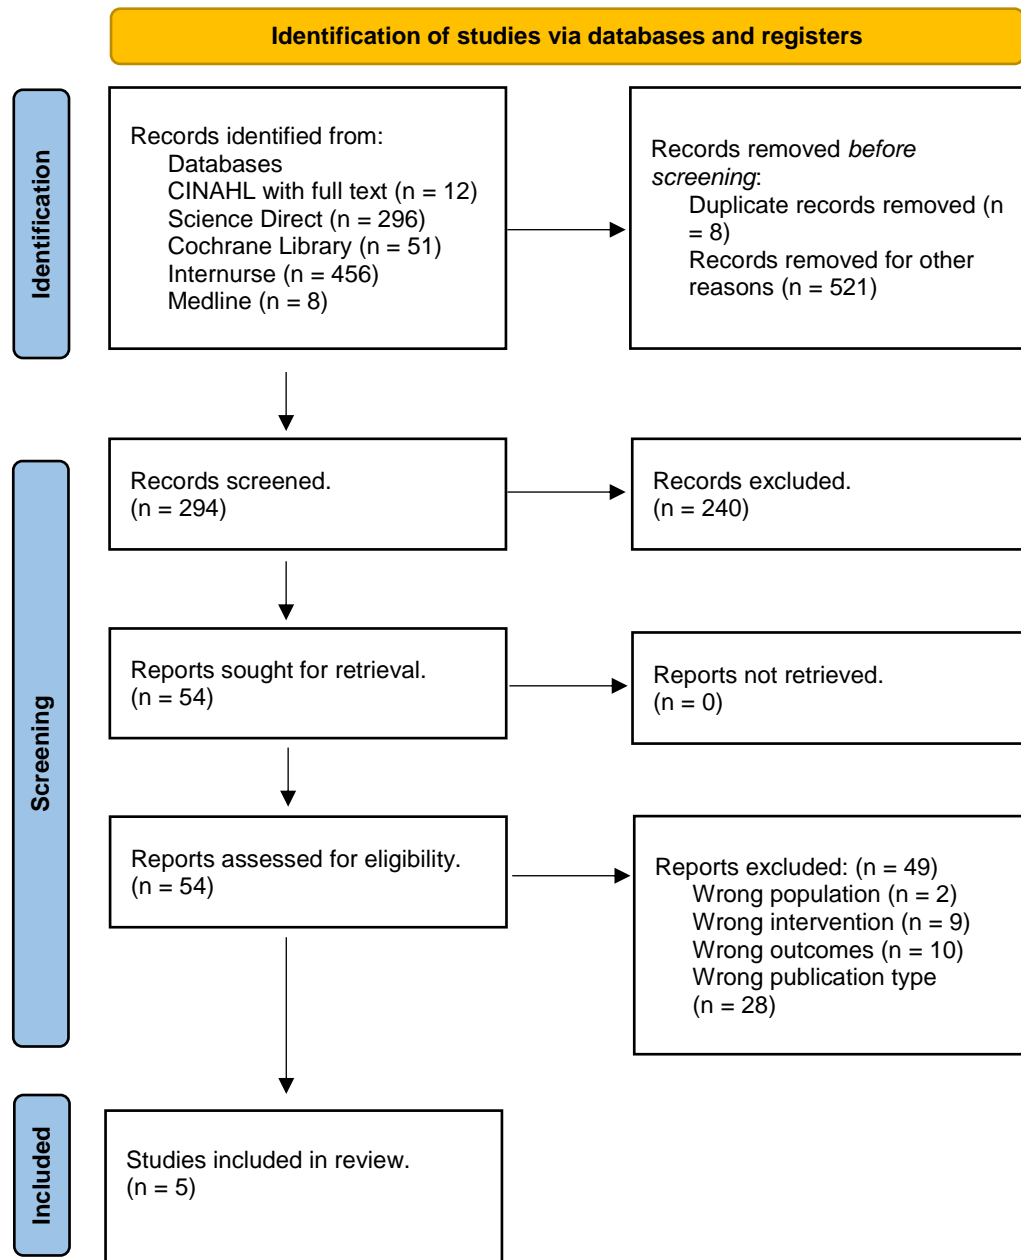 Identification of studies via databases and registers
Identification
Records identified from:
Databases
CINAHL with full text (n = 12)
Science Direct (n = 296)
Cochrane Library (n = 51)
Internurse (n = 456)
Medline (n = 8)
Records removed before
screening:
Duplicate records removed (n
= 8)
Records removed for other
reasons (n = 521)
Screening
Records screened.
(n = 294)
Records excluded.
(n = 240)
Reports sought for retrieval.
(n = 54)
Reports not retrieved.
(n = 0)
Reports assessed for eligibility.
(n = 54)
Reports excluded: (n = 49)
Wrong population (n = 2)
Wrong intervention (n = 9)
Wrong outcomes (n = 10)
Wrong publication type
(n = 28)
Included
Studies included in review.
(n = 5)